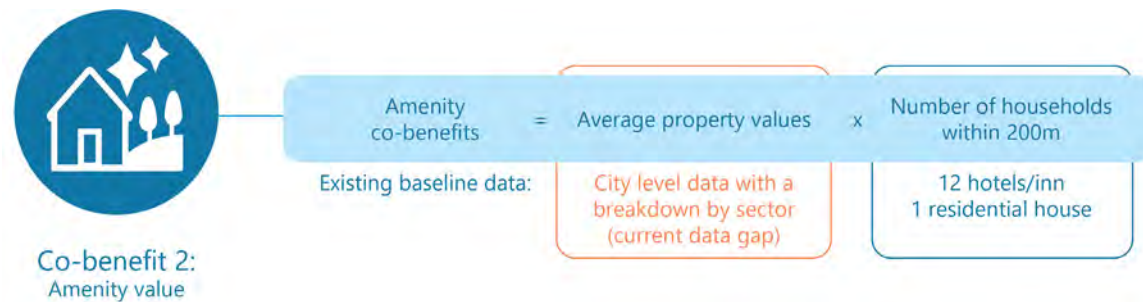 Amenity
co-benefits
=
Average property values
x
Number of households
within 200m
Existing baseline data:
City level data with a
breakdown by sector
(current data gap)
12 hotels/inn
1 residential house
Co-benefit 2:
Amenity value